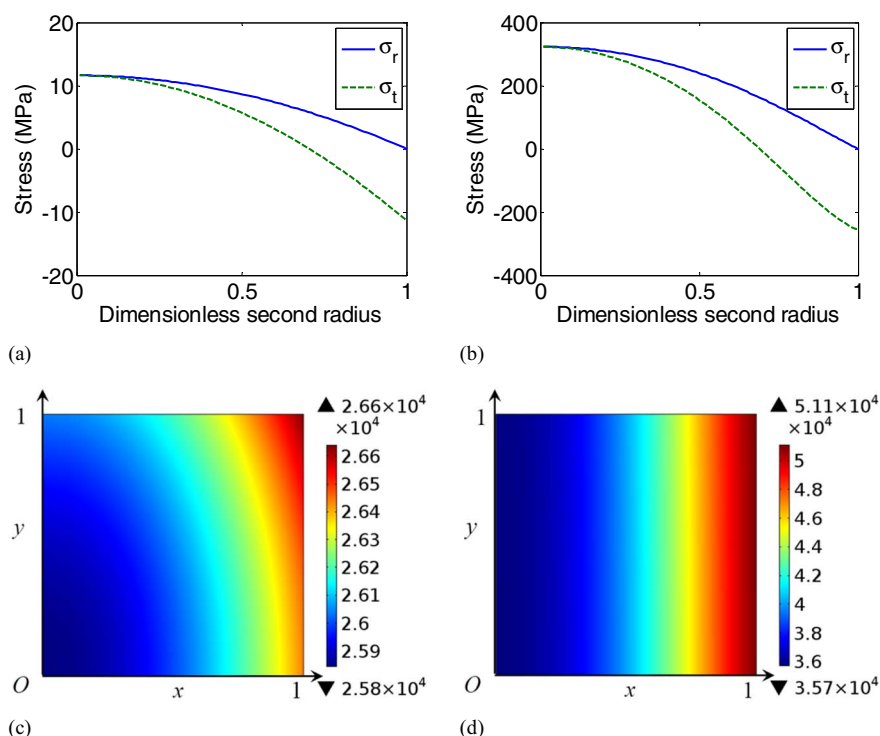 20
10
0
-10
-20
Stress (MPa)
0
0.5
1
Dimensionless second radius
σr
σt
(a)
400
200
0
-200
-400
Stress (MPa)
0
0.5
1
Dimensionless second radius
σr
σt
(b)
1
y
O
x
1
▲ 2.66×10⁴
×10⁴
2.66
2.65
2.64
2.63
2.62
2.61
2.60
2.59
▼ 2.58×10⁴
(c)
1
y
O
x
1
▲ 5.11×10⁴
×10⁴
5
4.8
4.6
4.4
4.2
4
3.8
3.6
▼ 3.57×10⁴
(d)